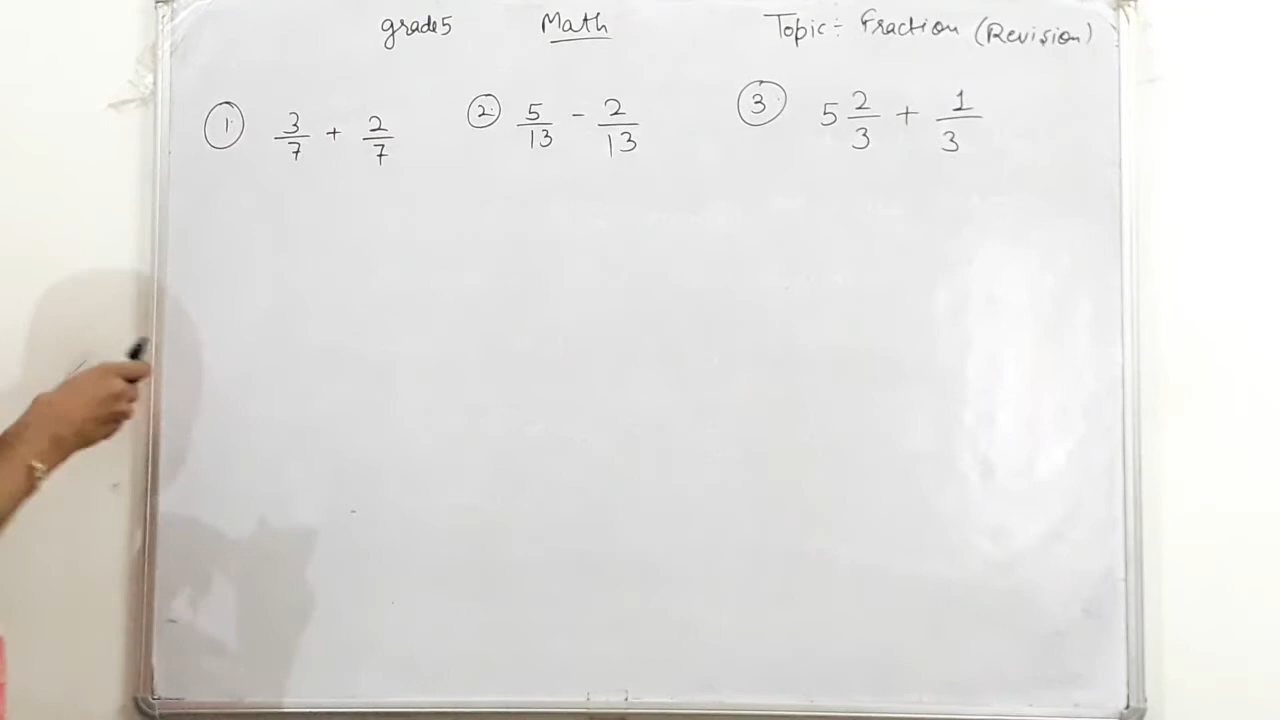 grade5 Math Topic:- Fraction (Revision)
① 3/7 + 2/7 ② 5/13 - 2/13 ③ 5 2/3 + 1/3